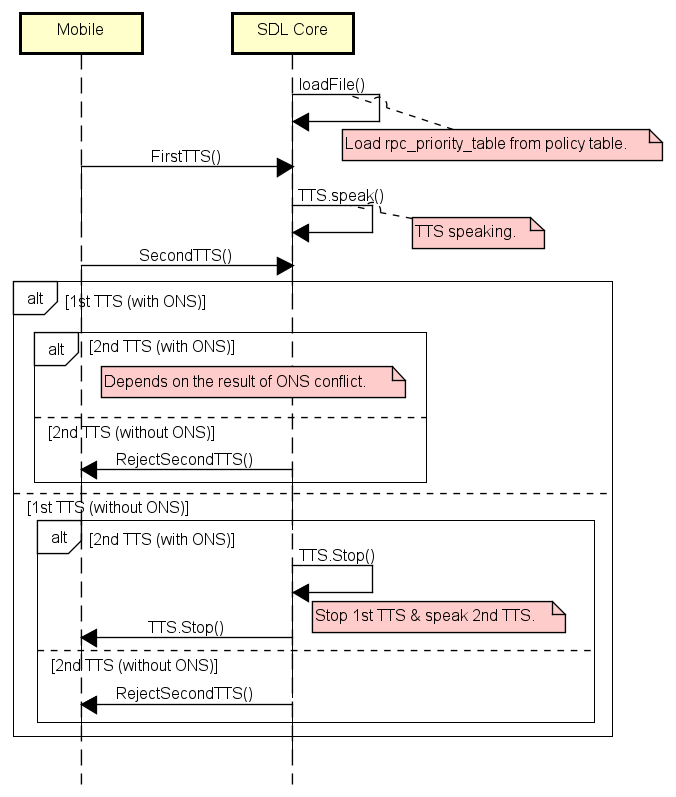 Mobile
SDL Core
loadFile()
Load rpc_priority_table from policy table.
FirstTTS()
TTS.speak()
TTS speaking.
SecondTTS()
alt
[1st TTS (with ONS)]
alt
[2nd TTS (with ONS)]
Depends on the result of ONS conflict.
[2nd TTS (without ONS)]
RejectSecondTTS()
[1st TTS (without ONS)]
alt
[2nd TTS (with ONS)]
TTS.Stop()
Stop 1st TTS & speak 2nd TTS.
TTS.Stop()
[2nd TTS (without ONS)]
RejectSecondTTS()